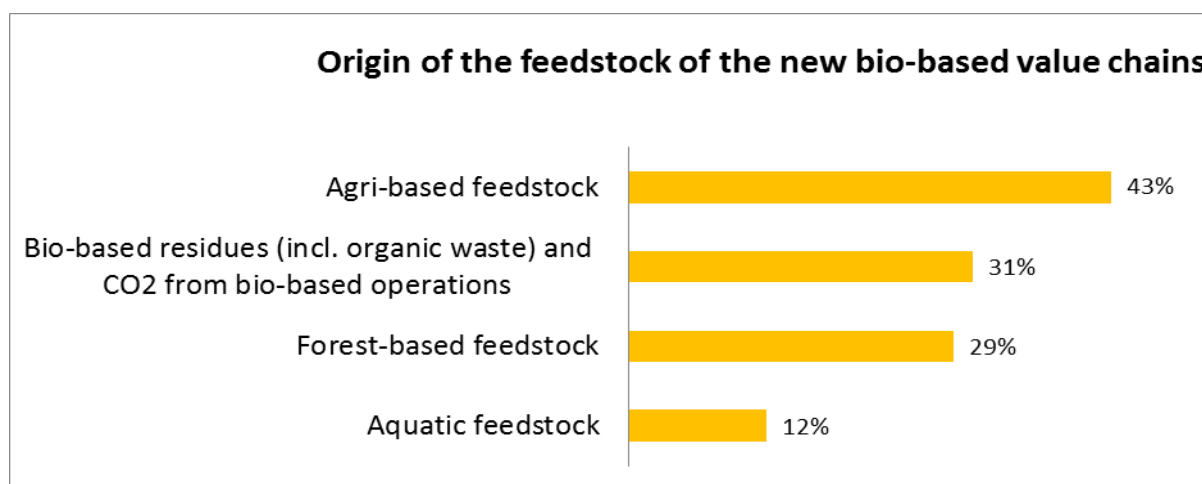 Origin of the feedstock of the new bio-based value chains
Agri-based feedstock
43%
Bio-based residues (incl. organic waste) and
CO2 from bio-based operations
31%
Forest-based feedstock
29%
Aquatic feedstock
12%